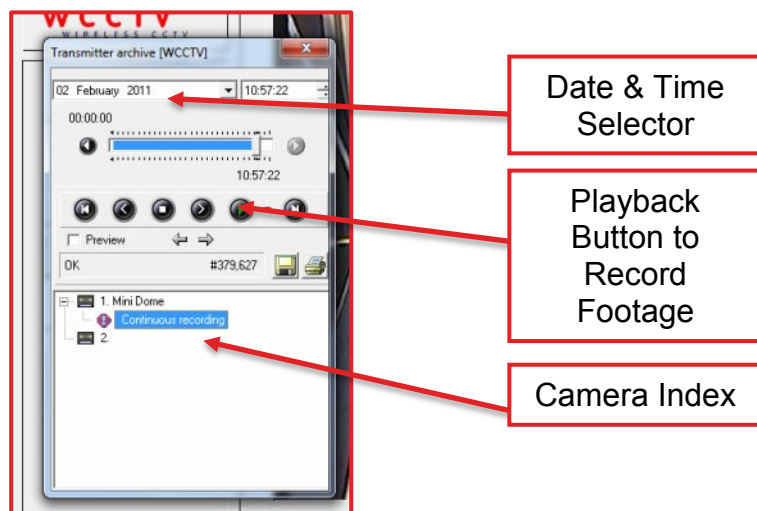 WCCTV
WIRELESS CCTV
Transmitter archive [WCCTV]
02 February 2011
10:57:22
00:00:00
10:57:22
Preview
OK
#379,627
1. Mini Dome
Continuous recording
2.
Date & Time
Selector
Playback
Button to
Record
Footage
Camera Index